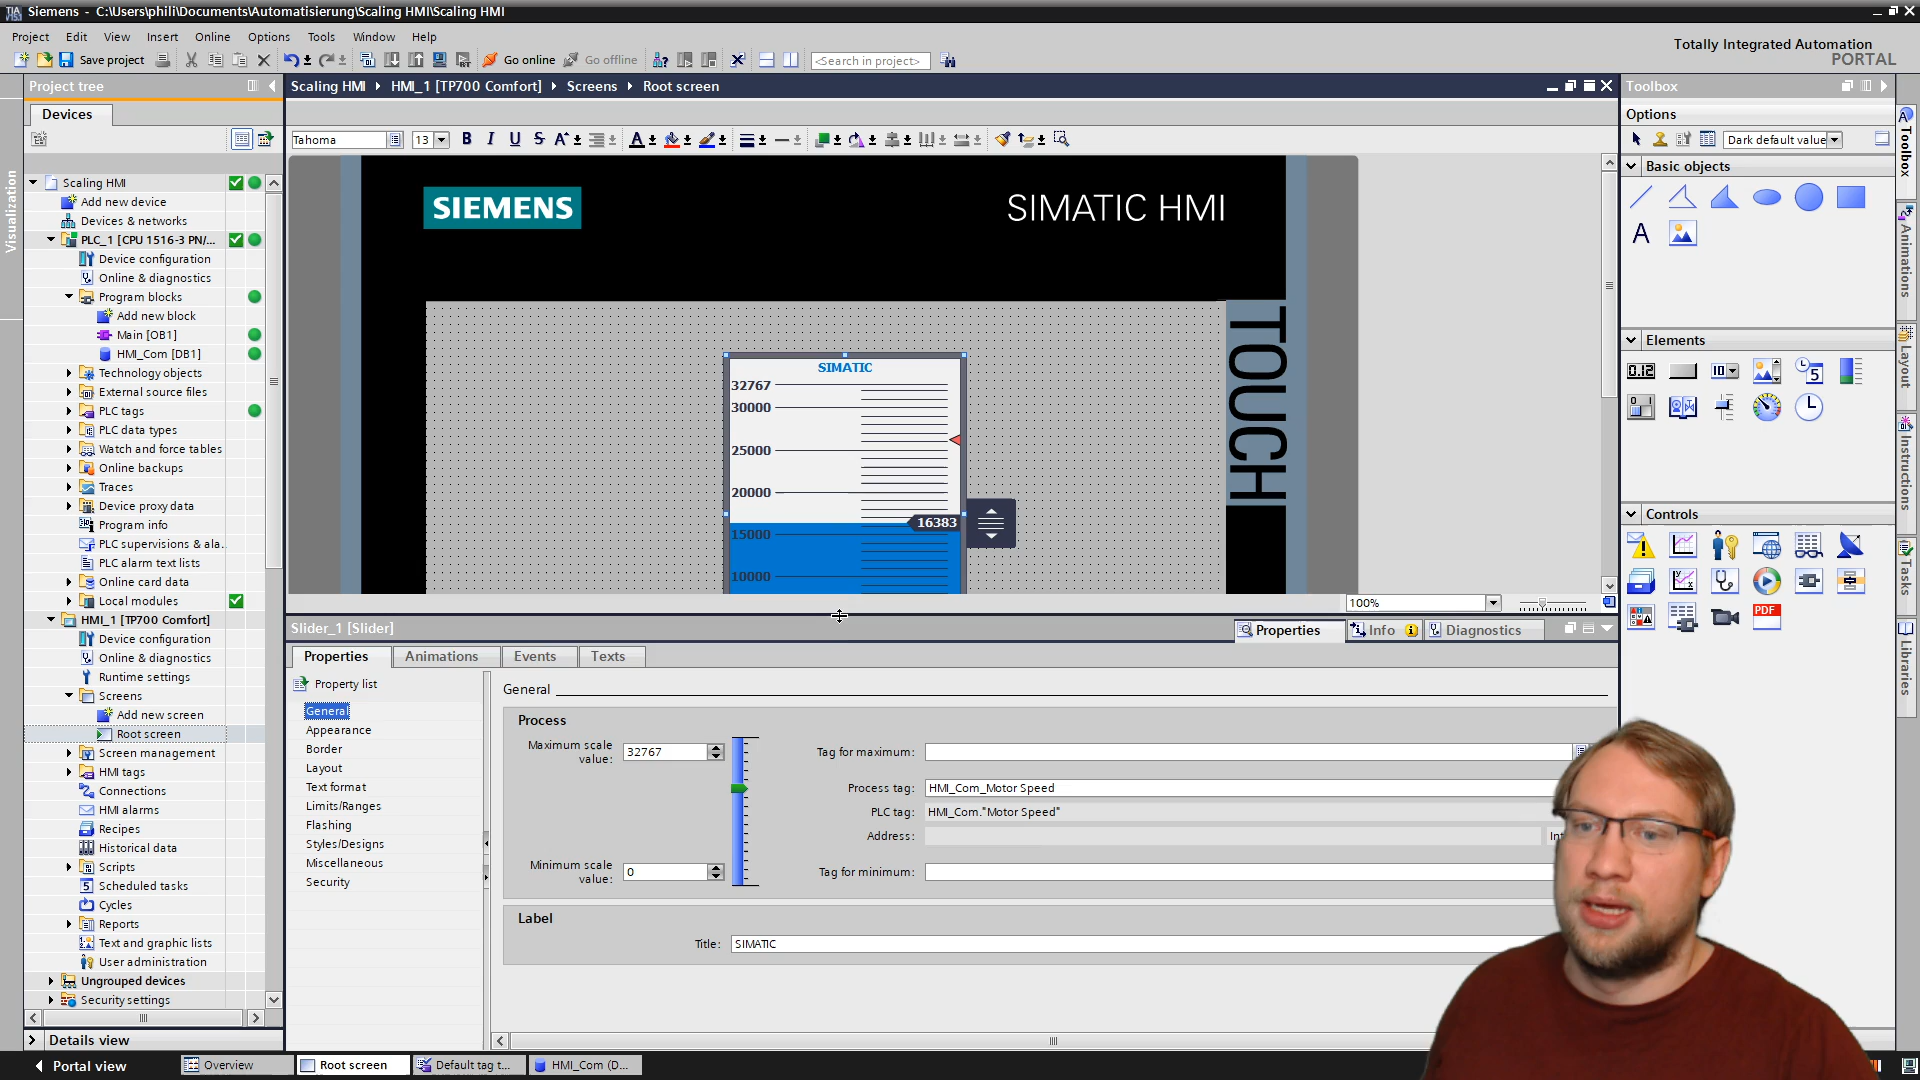 Siemens - C:\Users\phili\Documents\Automatisierung\Scaling HMI\Scaling HMI
Project Edit View Insert Online Options Tools Window Help
Totally Integrated Automation
PORTAL
Save project
Go online
Go offline
<Search in project>
Project tree
Devices
Visualization
Scaling HMI
Add new device
Devices & networks
PLC_1 [CPU 1516-3 PN/...
Device configuration
Online & diagnostics
Program blocks
Add new block
Main [OB1]
HMI_Com [DB1]
Technology objects
External source files
PLC tags
PLC data types
Watch and force tables
Online backups
Traces
Device proxy data
Program info
PLC supervisions & ala...
PLC alarm text lists
Online card data
Local modules
HMI_1 [TP700 Comfort]
Device configuration
Online & diagnostics
Runtime settings
Screens
Add new screen
Root screen
Screen management
HMI tags
Connections
HMI alarms
Recipes
Historical data
Scripts
Scheduled tasks
Cycles
Reports
Text and graphic lists
User administration
Ungrouped devices
Security settings
Details view
Scaling HMI HMI_1 [TP700 Comfort] Screens Root screen
Tahoma 13 B I U S
SIEMENS
SIMATIC HMI
TOUCH
SIMATIC
32767
30000
25000
20000
16383
15000
10000
100%
Slider_1 [Slider]
Properties Info Diagnostics
Properties Animations Events Texts
Property list
General
Appearance
Border
Layout
Text format
Limits/Ranges
Flashing
Styles/Designs
Miscellaneous
Security
General
Process
Maximum scale value: 32767
Tag for maximum:
Process tag: HMI_Com_Motor Speed
PLC tag: HMI_Com."Motor Speed"
Address:
Minimum scale value: 0
Tag for minimum:
Label
Title: SIMATIC
Toolbox
Options
Dark default value
Basic objects
Elements
Controls
PDF
Toolbox
Animations
Layout
Instructions
Tasks
Libraries
Portal view
Overview
Root screen
Default tag t...
HMI_Com (D...